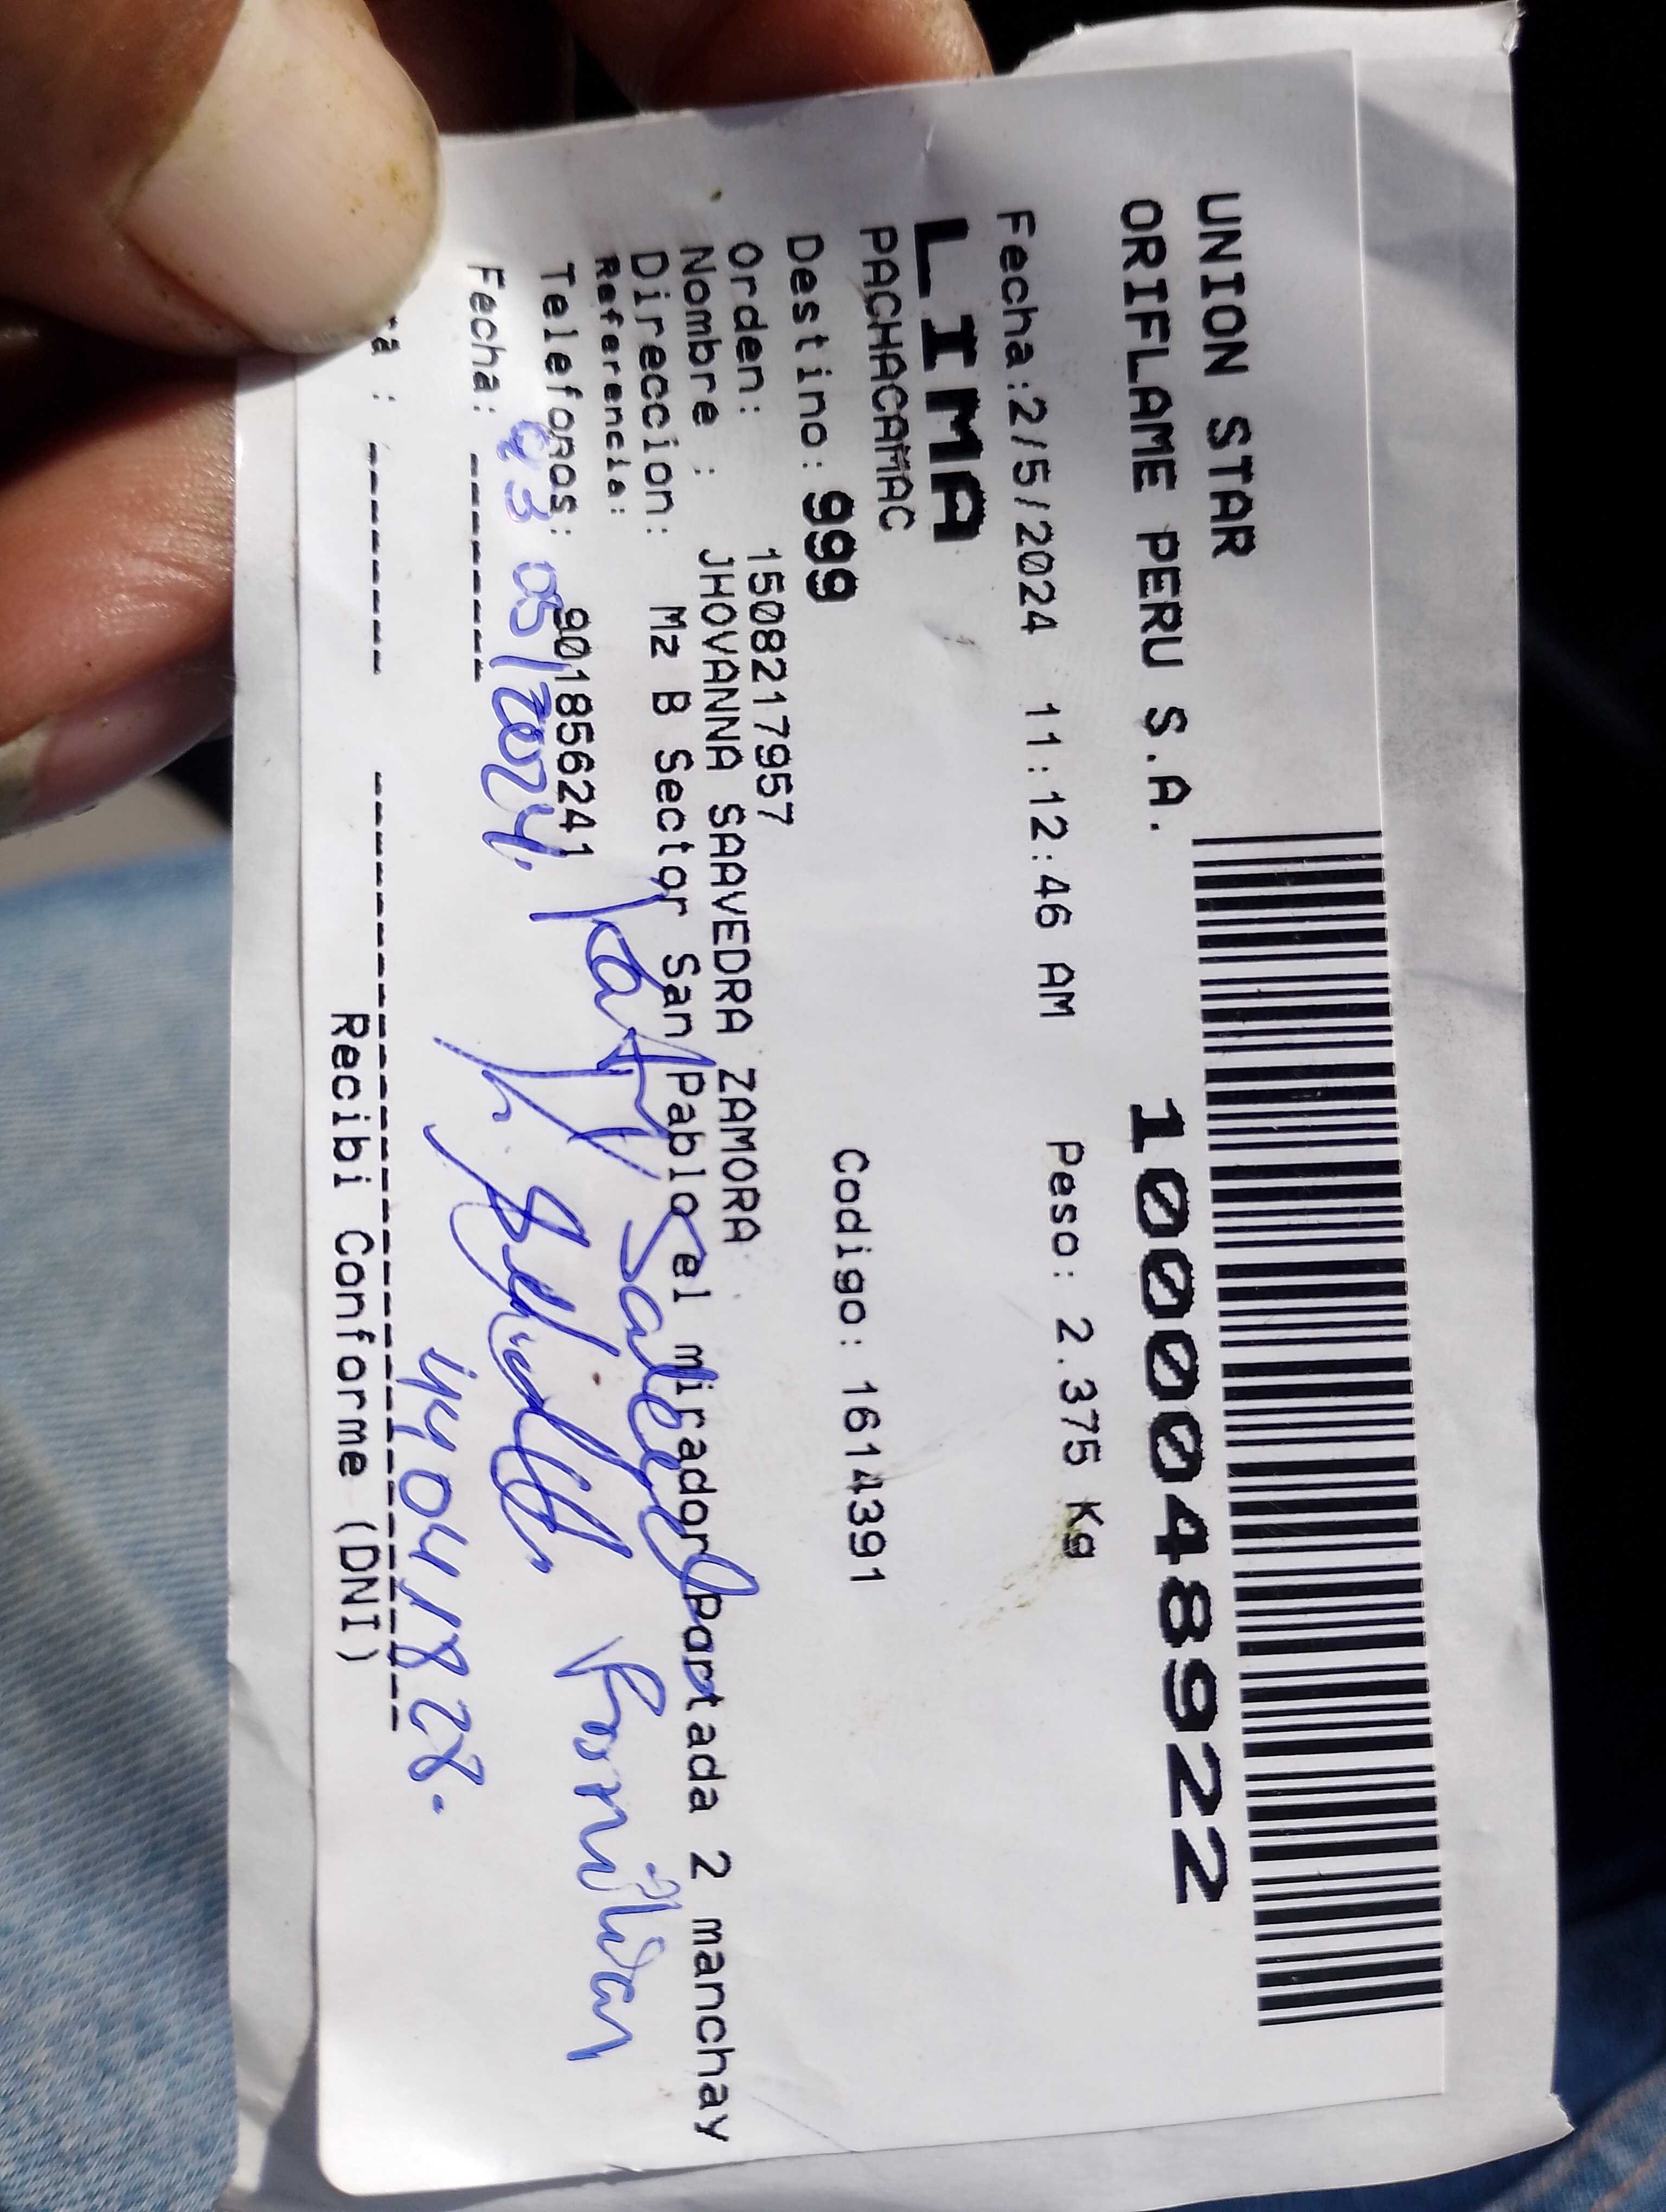 UNION STAR
ORIFLAME PERU S.A. 1000048922
Fecha:2/5/2024 11:12:46 AM Peso: 2.375 Kg
LIMA
PACHACAMAC
Destino: 999 Codigo: 1614391
Orden: 1508217957
Nombre : JHOVANNA SAAVEDRA ZAMORA
Direccion: Mz B Sector San Pablo el mirador Portada 2 manchay
Referencia:
Telefonos: 901856241
Fecha: 03 05/2024.
44041828.
Recibi Conforme (DNI)